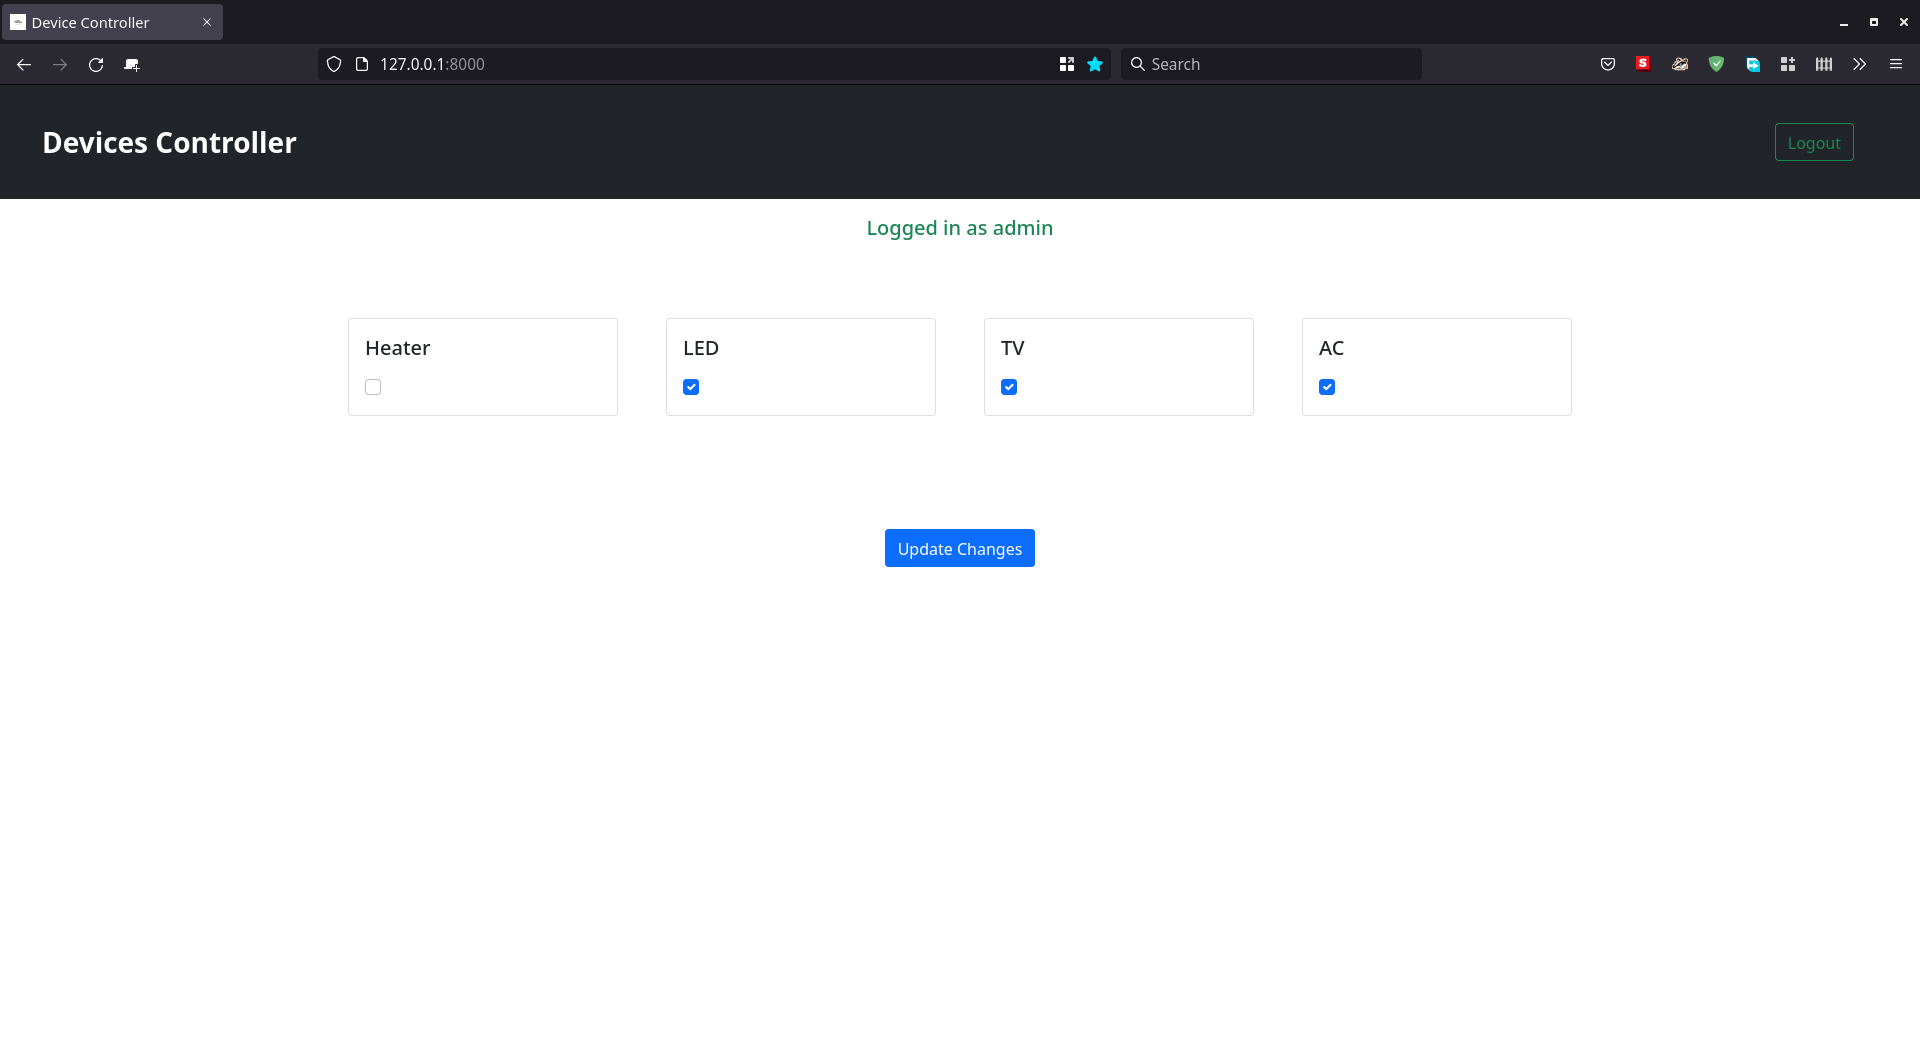 Device Controller
127.0.0.1:8000
Search
S
Devices Controller
Logout
Logged in as admin
Heater
LED
TV
AC
Update Changes